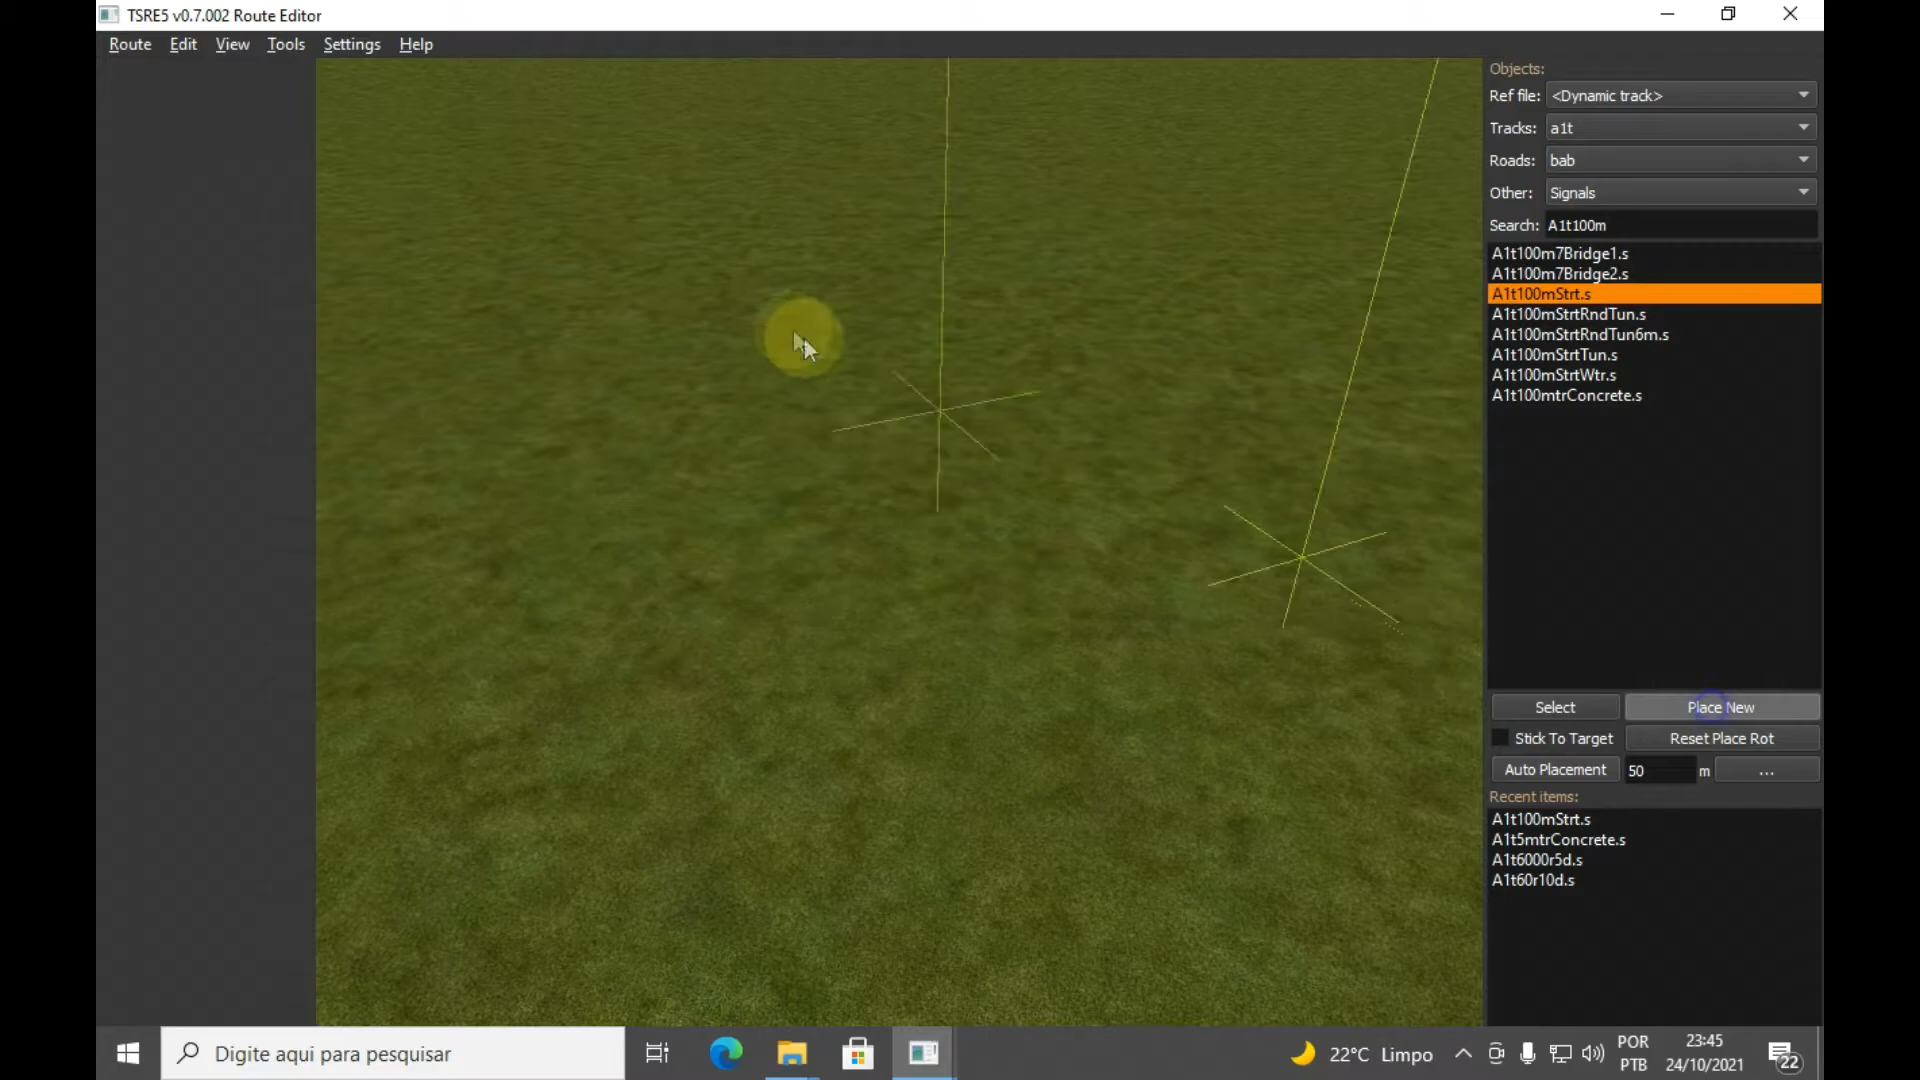 TSRE5 v0.7.002 Route Editor
Route Edit View Tools Settings Help
Objects:
Ref file: <Dynamic track>
Tracks: a1t
Roads: bab
Other: Signals
Search: A1t100m
A1t100m7Bridge1.s
A1t100m7Bridge2.s
A1t100mStrt.s
A1t100mStrtRndTun.s
A1t100mStrtRndTun6m.s
A1t100mStrtTun.s
A1t100mStrtWtr.s
A1t100mtrConcrete.s
Select Place New
Stick To Target Reset Place Rot
Auto Placement 50 m ...
Recent items:
A1t100mStrt.s
A1t5mtrConcrete.s
A1t6000r5d.s
A1t60r10d.s
Digite aqui para pesquisar
22°C Limpo
POR
PTB
23:45
24/10/2021
22